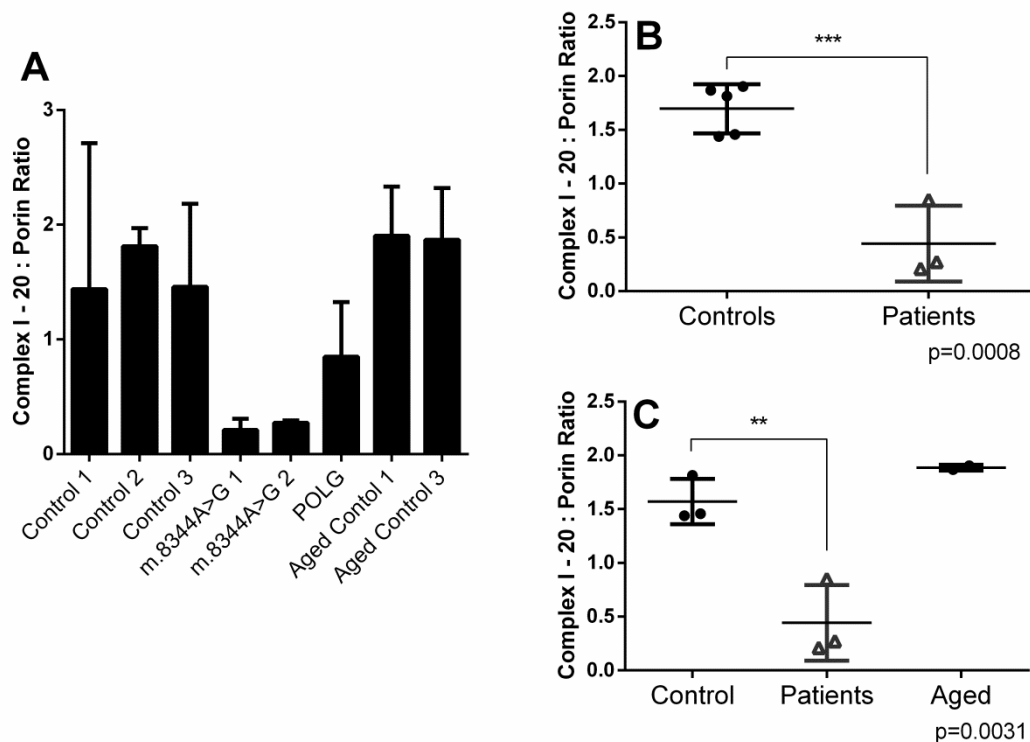 A
Complex I - 20 : Porin Ratio
3
2
1
0
Control 1
Control 2
Control 3
m.8344A>G 1
m.8344A>G 2
POLG
Aged Contol 1
Aged Control 3
B
Complex I - 20 : Porin Ratio
2.5
2.0
1.5
1.0
0.5
0.0
***
Controls
Patients
p=0.0008
C
Complex I - 20 : Porin Ratio
2.5
2.0
1.5
1.0
0.5
0.0
**
Control
Patients
Aged
p=0.0031